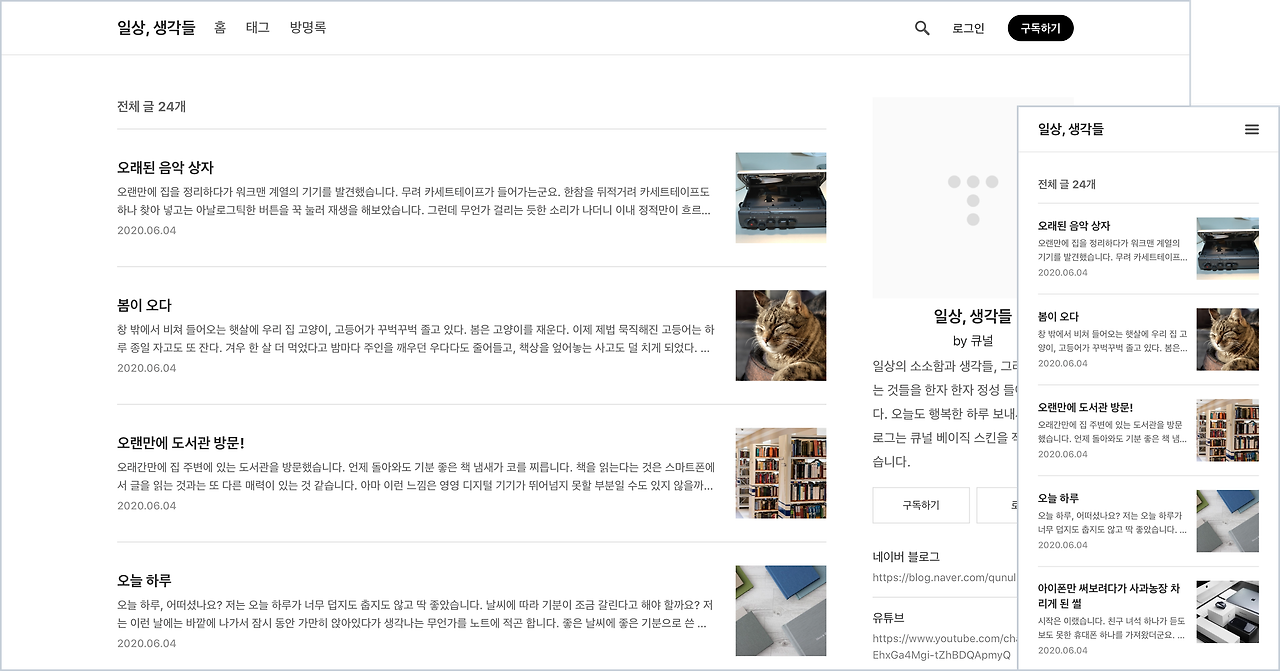 일상, 생각들 홈 태그 방명록 로그인 구독하기
전체 글 24개
오래된 음악 상자
오랜만에 집을 정리하다가 워크맨 계열의 기기를 발견했습니다. 무려 카세트테이프가 들어가는군요. 한참을 뒤적거려 카세트테이프도
하나 찾아 넣고는 아날로그틱한 버튼을 꾹 눌러 재생을 해보았습니다. 그런데 무언가 걸리는 듯한 소리가 나더니 이내 정적만이 흐르...
2020.06.04
봄이 오다
창 밖에서 비쳐 들어오는 햇살에 우리 집 고양이, 고등어가 꾸벅꾸벅 졸고 있다. 봄은 고양이를 재운다. 이제 제법 묵직해진 고등어는 하
루 종일 자고도 또 잔다. 겨우 한 살 더 먹었다고 밤마다 주인을 깨우던 우다다도 줄어들고, 책상을 엎어놓는 사고도 덜 치게 되었다. ...
2020.06.04
오랜만에 도서관 방문!
오래간만에 집 주변에 있는 도서관을 방문했습니다. 언제 돌아와도 기분 좋은 책 냄새가 코를 찌릅니다. 책을 읽는다는 것은 스마트폰에
서 글을 읽는 것과는 또 다른 매력이 있는 것 같습니다. 아마 이런 느낌은 영영 디지털 기기가 뛰어넘지 못할 부분일 수도 있지 않을까...
2020.06.04
오늘 하루
오늘 하루, 어떠셨나요? 저는 오늘 하루가 너무 덥지도 춥지도 않고 딱 좋았습니다. 날씨에 따라 기분이 조금 갈린다고 해야 할까요? 저
는 이런 날에는 바깥에 나가서 잠시 동안 가만히 앉아있다가 생각나는 무언가를 노트에 적곤 합니다. 좋은 날씨에 좋은 기분으로 쓴 ...
2020.06.04
일상, 생각들
by 큐널
일상의 소소함과 생각들, 그리
는 것들을 한자 한자 정성 들여
다. 오늘도 행복한 하루 보내시
로그는 큐널 베이직 스킨을 적
습니다.
구독하기
네이버 블로그
https://blog.naver.com/qunul
유튜브
https://www.youtube.com/cha
EhxGa4Mgi-tZhBDQApmyQ
일상, 생각들
전체 글 24개
오래된 음악 상자
오랜만에 집을 정리하다가 워크맨 계열의
기기를 발견했습니다. 무려 카세트테이프...
2020.06.04
봄이 오다
창 밖에서 비쳐 들어오는 햇살에 우리 집 고
양이, 고등어가 꾸벅꾸벅 졸고 있다. 봄은...
2020.06.04
오랜만에 도서관 방문!
오래간만에 집 주변에 있는 도서관을 방문
했습니다. 언제 돌아와도 기분 좋은 책 냄...
2020.06.04
오늘 하루
오늘 하루, 어떠셨나요? 저는 오늘 하루가
너무 덥지도 춥지도 않고 딱 좋았습니다. ...
2020.06.04
아이폰만 써보려다가 사과농장 차
리게 된 썰
시작은 이랬습니다. 친구 녀석 하나가 듣도
보도 못한 휴대폰 하나를 가져왔더군요. ...
2020.06.04